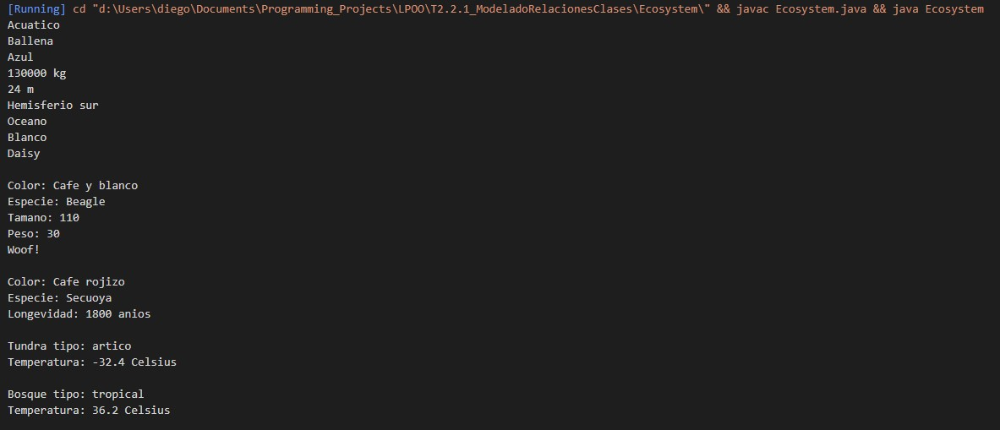 [Running] cd "d:\Users\diego\Documents\Programming_Projects\LPOO\T2.2.1_ModeladoRelacionesClases\Ecosystem\" && javac Ecosystem.java && java Ecosystem
Acuatico
Ballena
Azul
130000 kg
24 m
Hemisferio sur
Oceano
Blanco
Daisy

Color: Cafe y blanco
Especie: Beagle
Tamano: 110
Peso: 30
Woof!

Color: Cafe rojizo
Especie: Secuoya
Longevidad: 1800 anios

Tundra tipo: artico
Temperatura: -32.4 Celsius

Bosque tipo: tropical
Temperatura: 36.2 Celsius